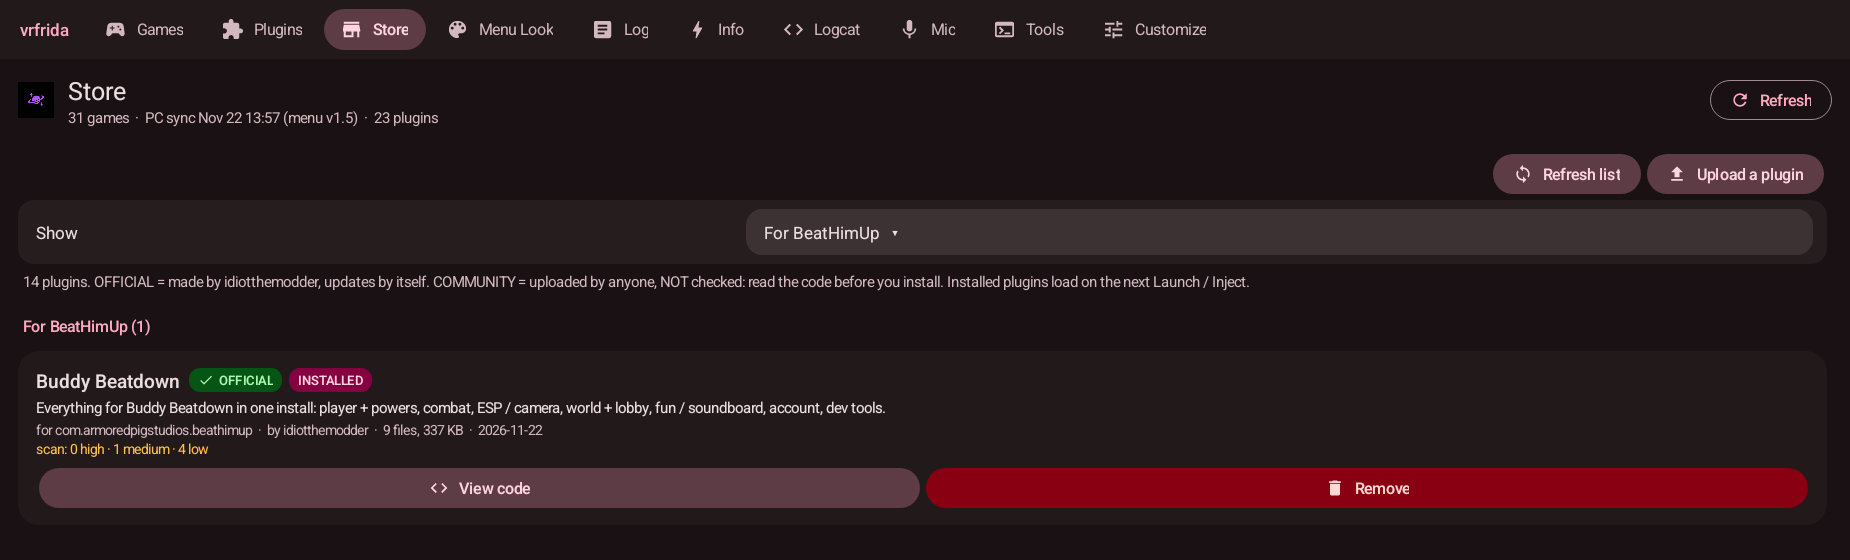 vrfrida Games Plugins Store Menu Look Log Info Logcat Mic Tools Customize
Store
31 games · PC sync Nov 22 13:57 (menu v1.5) · 23 plugins
Refresh
Refresh list Upload a plugin
Show For BeatHimUp
14 plugins. OFFICIAL = made by idiotthemodder, updates by itself. COMMUNITY = uploaded by anyone, NOT checked: read the code before you install. Installed plugins load on the next Launch / Inject.
For BeatHimUp (1)
Buddy Beatdown OFFICIAL INSTALLED
Everything for Buddy Beatdown in one install: player + powers, combat, ESP / camera, world + lobby, fun / soundboard, account, dev tools.
for com.armoredpigstudios.beathimup · by idiotthemodder · 9 files, 337 KB · 2026-11-22
scan: 0 high · 1 medium · 4 low
View code Remove